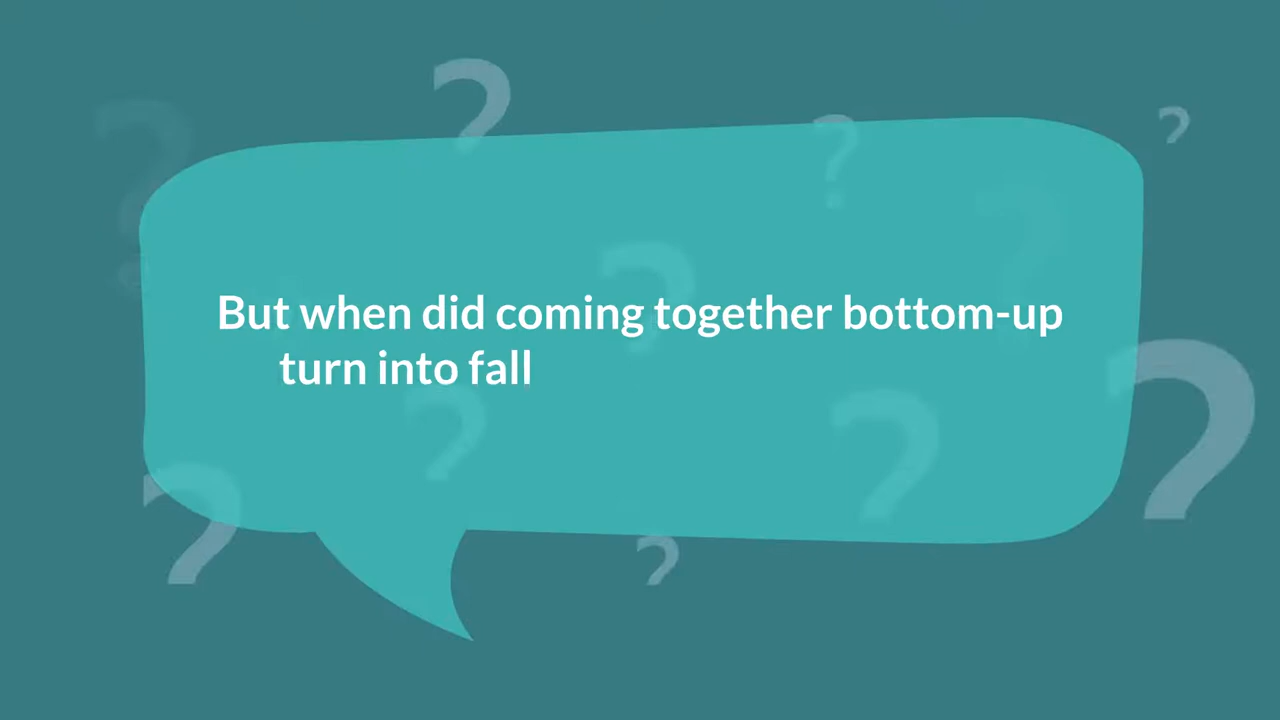 But when did coming together bottom-up
turn into fall